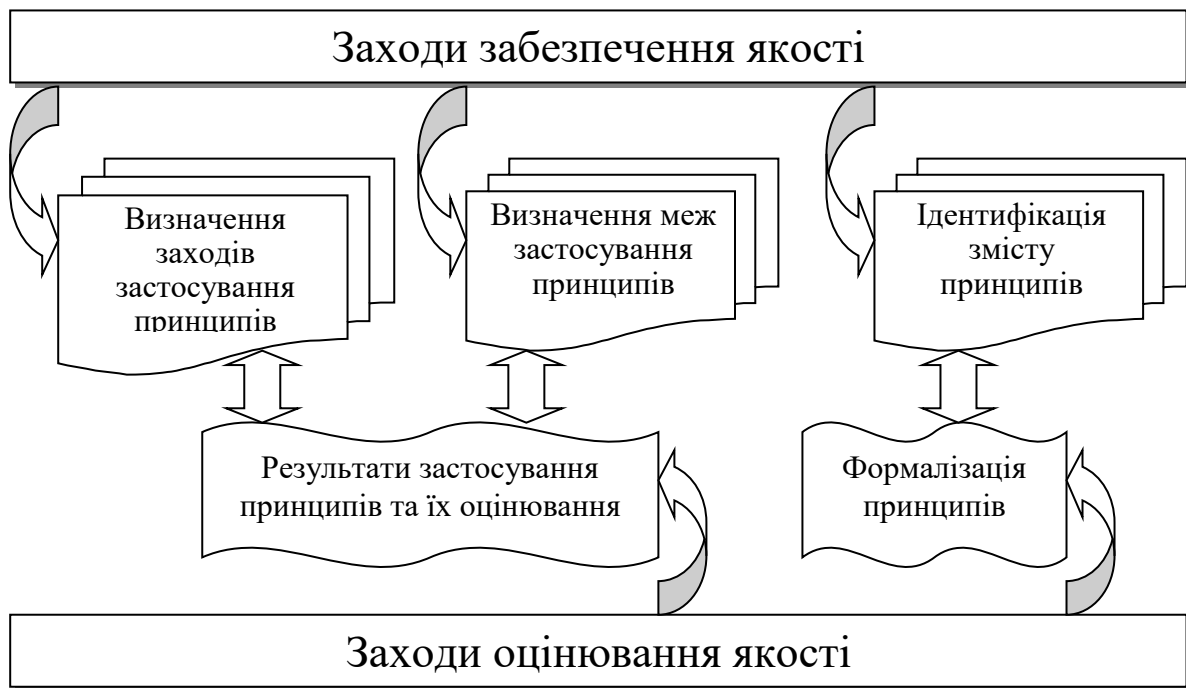 Заходи забезпечення якості
Визначення
заходів
застосування
принципів
Визначення меж
застосування
принципів
Ідентифікація
змісту
принципів
Результати застосування
принципів та їх оцінювання
Формалізація
принципів
Заходи оцінювання якості